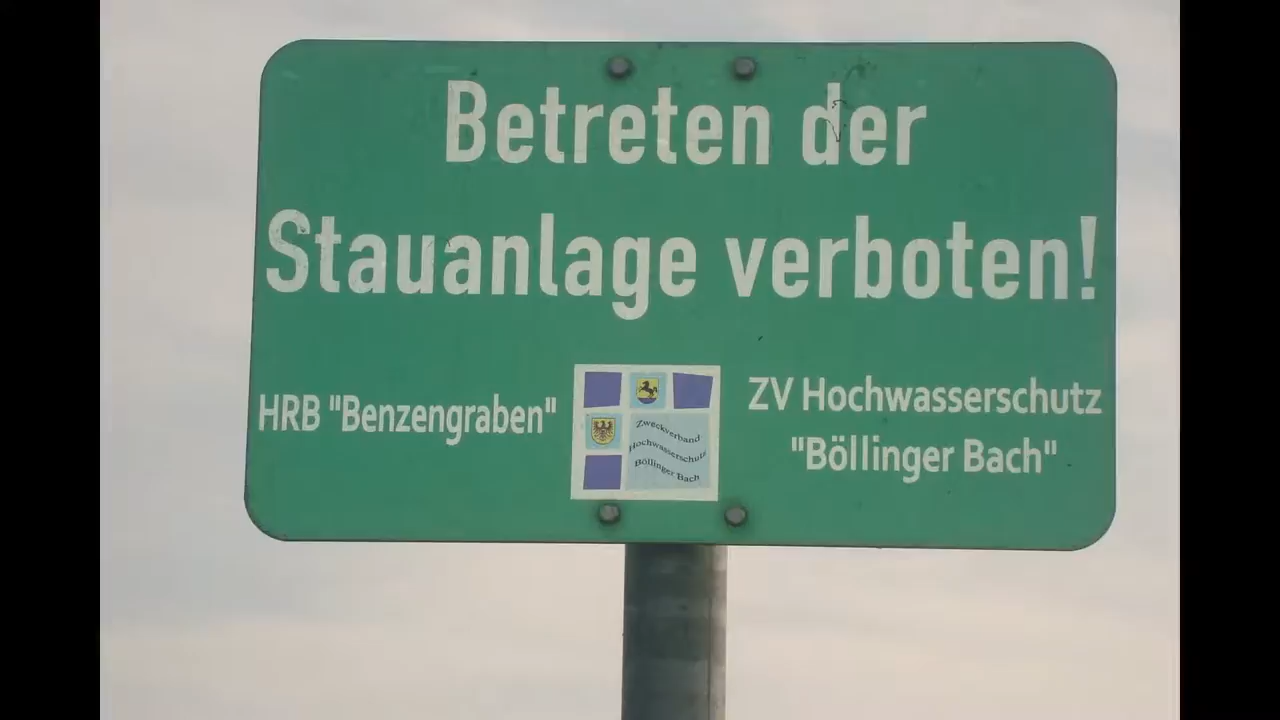 Betreten der
Stauanlage verboten!
HRB "Benzengraben"
Zweckverband
Hochwasserschutz
Böllinger Bach
ZV Hochwasserschutz
"Böllinger Bach"